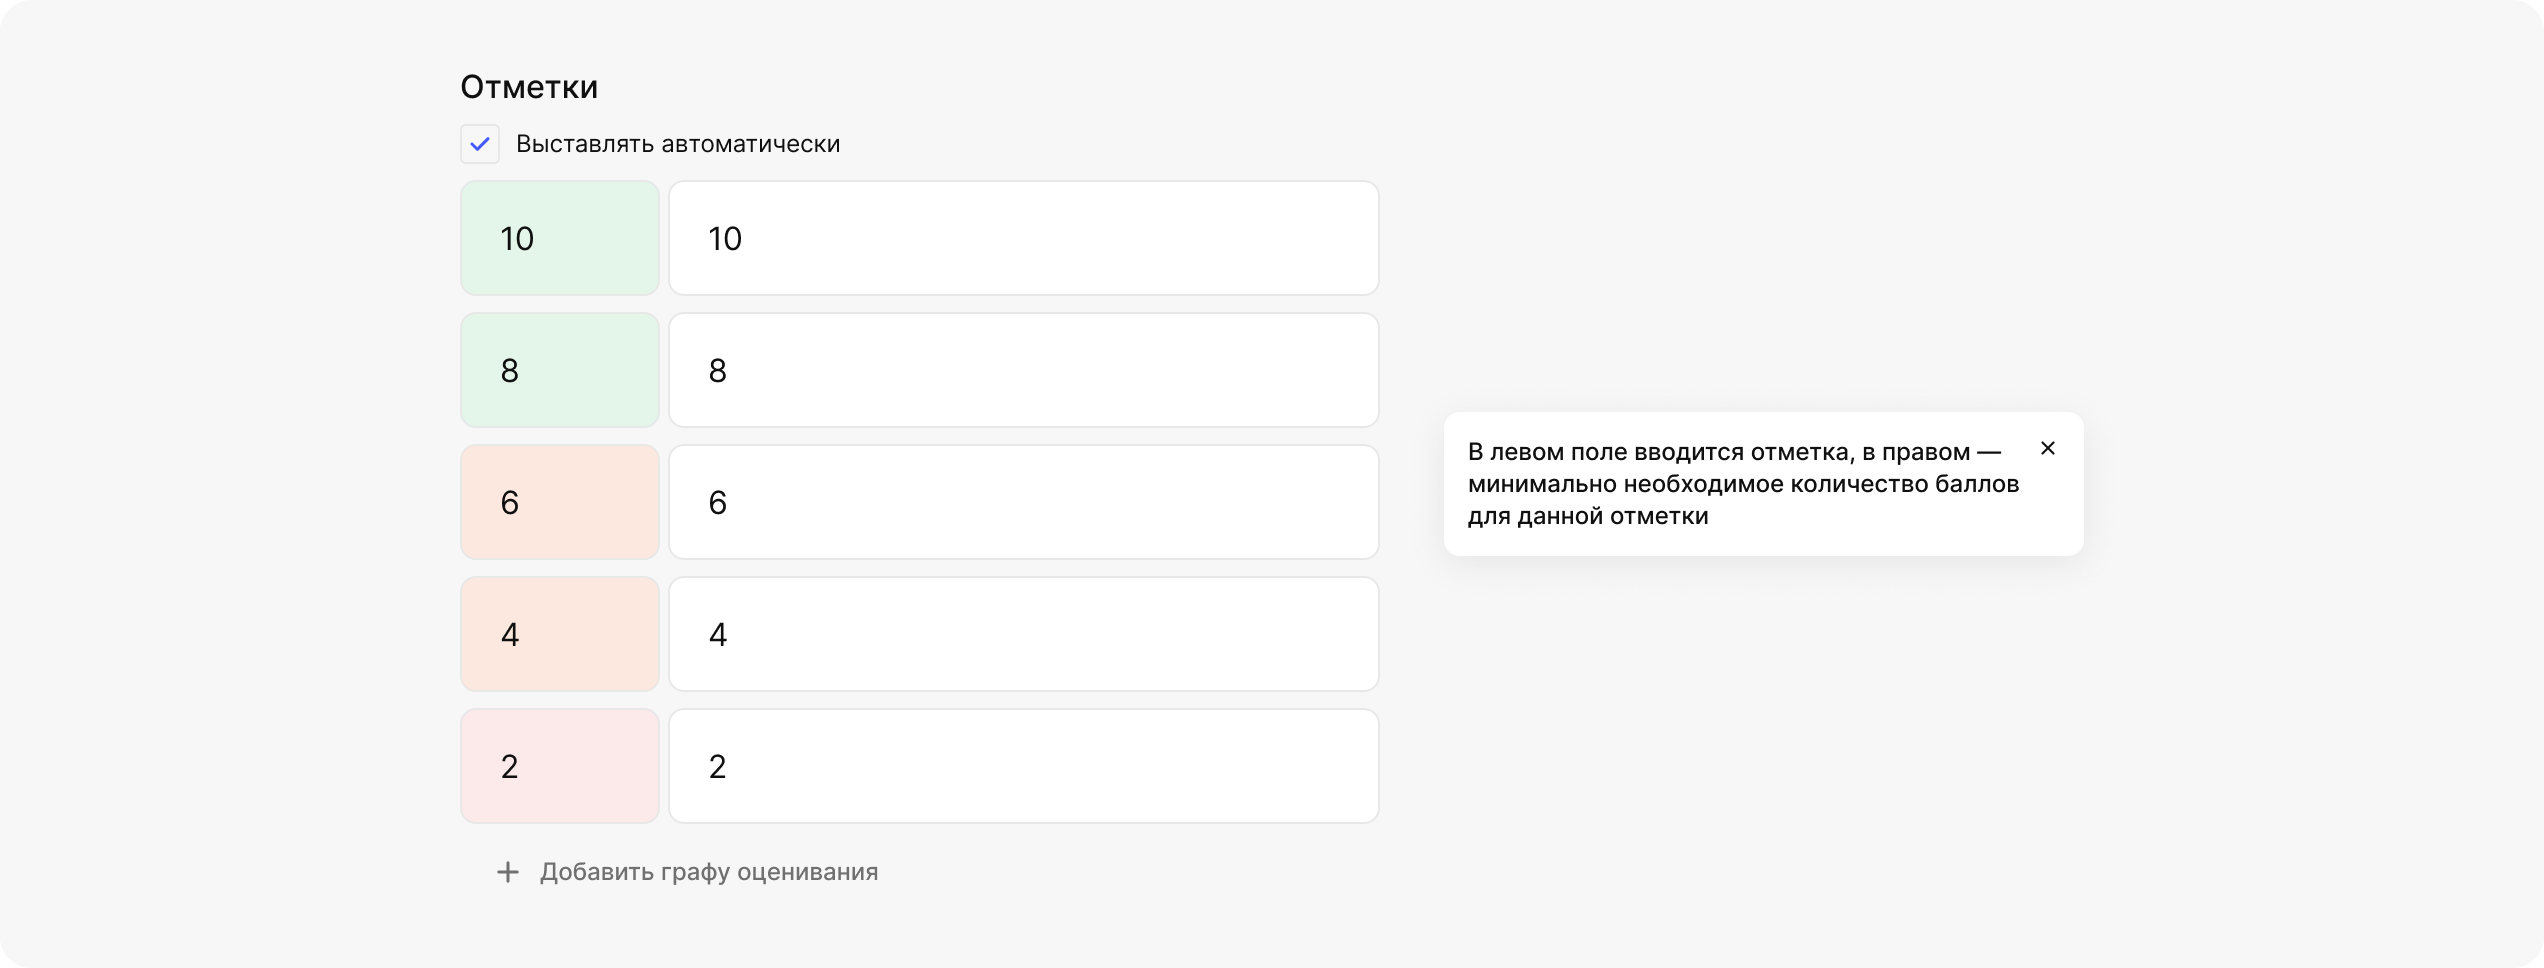 Отметки
Выставлять автоматически
10 10
8 8
6 6
4 4
2 2
Добавить графу оценивания
В левом поле вводится отметка, в правом —
минимально необходимое количество баллов
для данной отметки